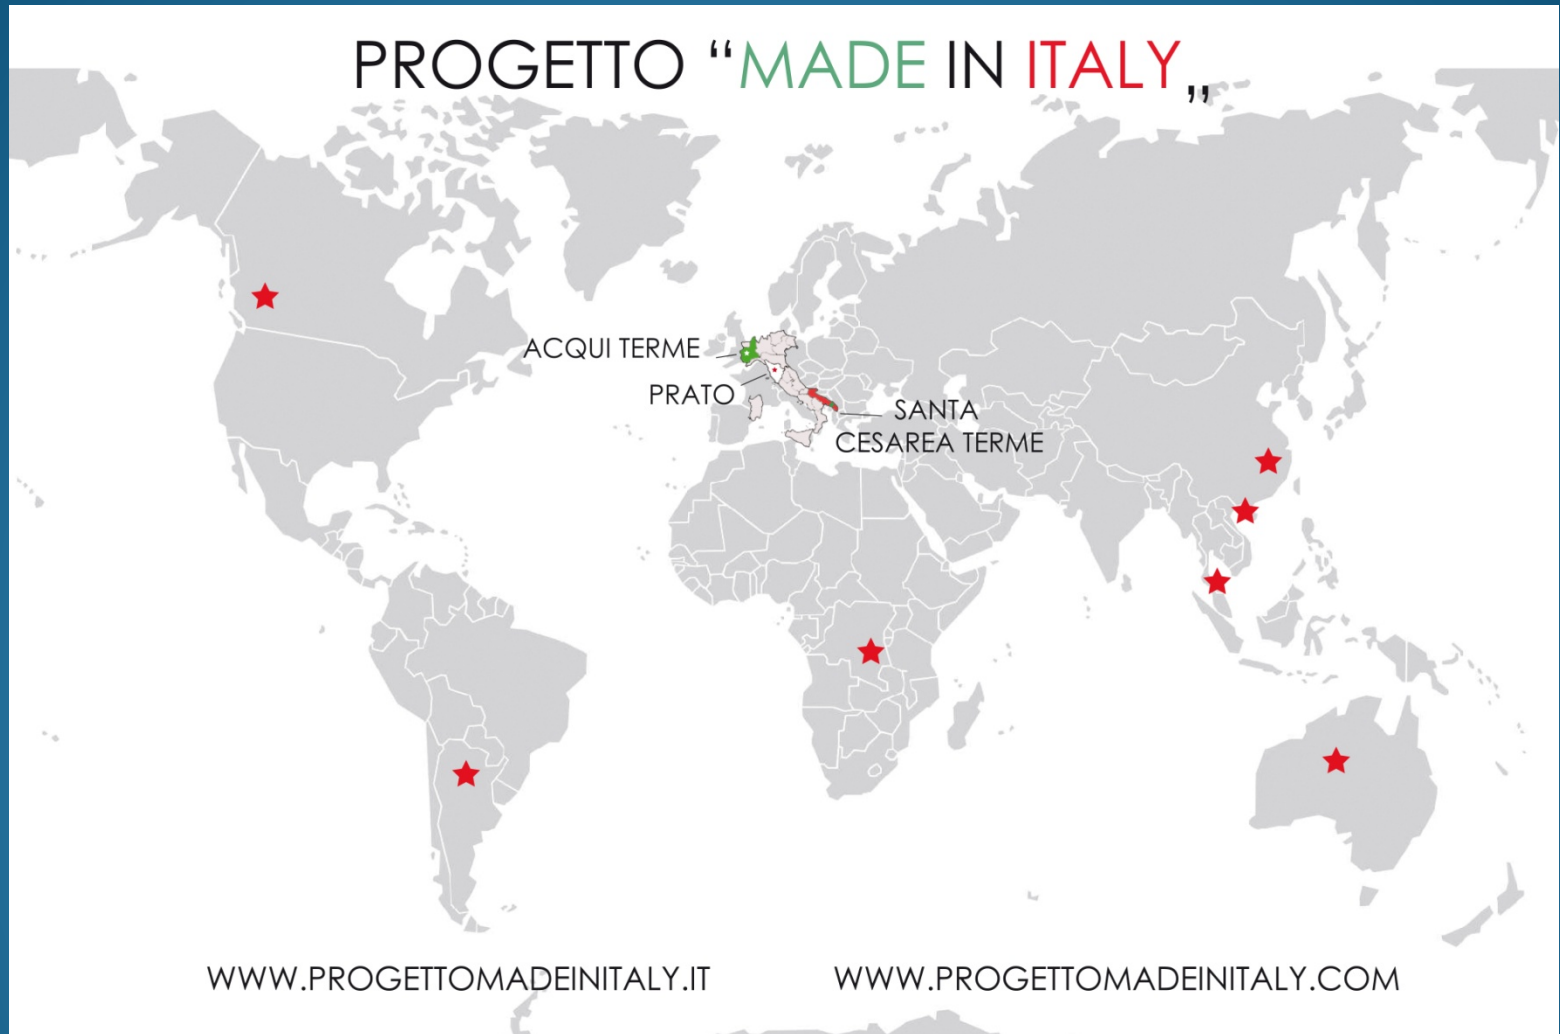 PROGETTO “MADE IN ITALY„
ACQUI TERME
PRATO
SANTA
CESAREA TERME
WWW.PROGETTOMADEINITALY.IT
WWW.PROGETTOMADEINITALY.COM